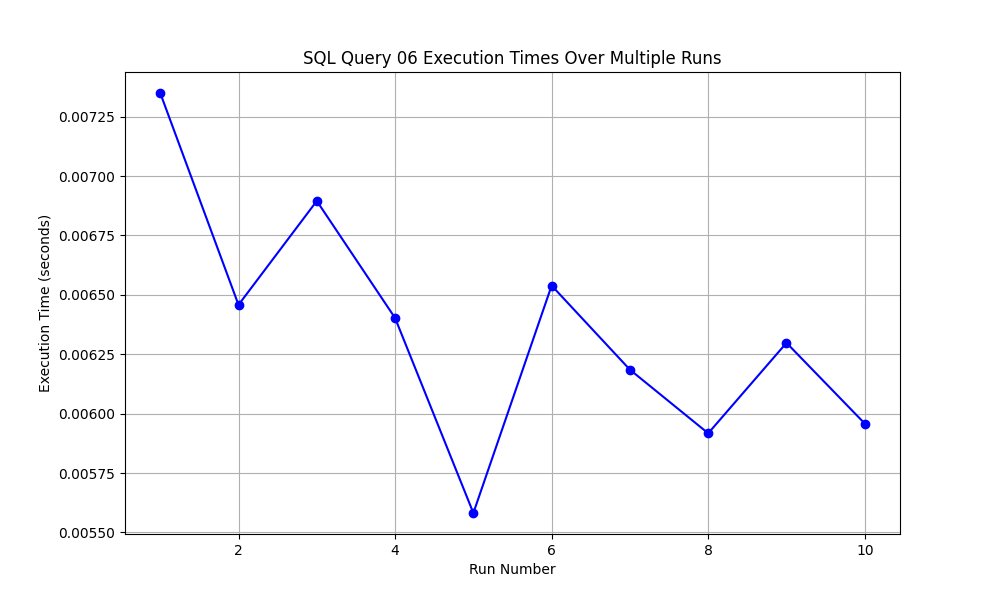 SQL Query 06 Execution Times Over Multiple Runs
Execution Time (seconds)
0.00725
0.00700
0.00675
0.00650
0.00625
0.00600
0.00575
0.00550
2 4 6 8 10
Run Number